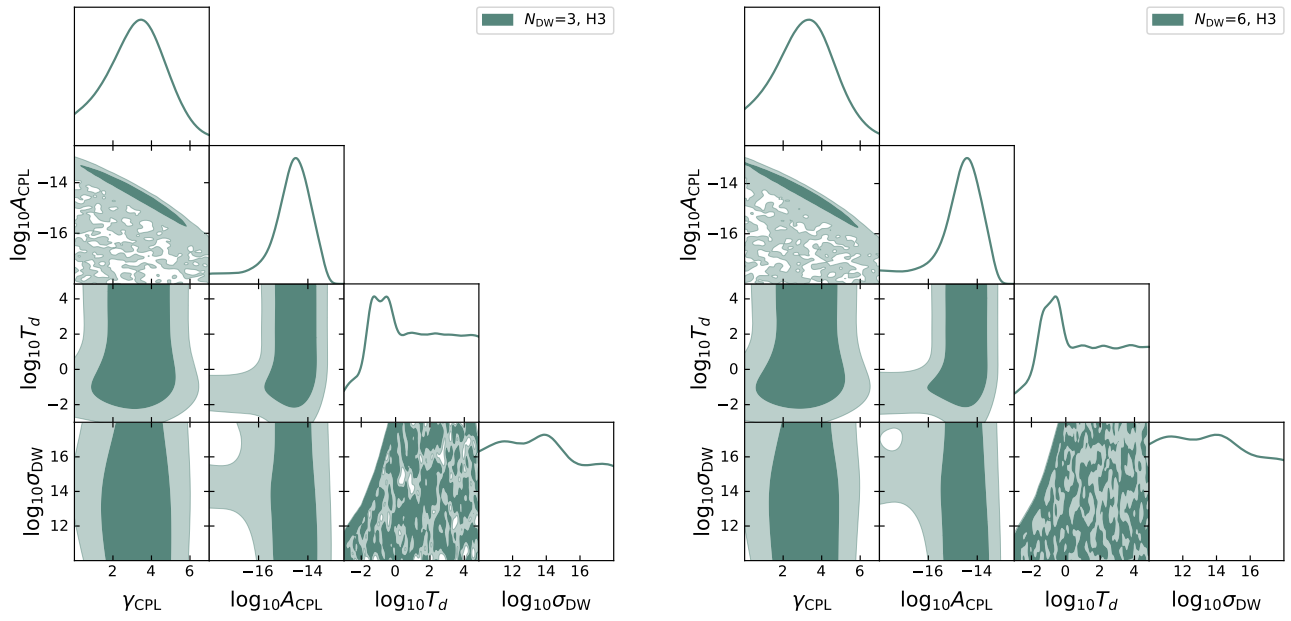 N_DW=3, H3
−14
−16
log10 A_CPL
4
2
0
−2
log10 T_d
16
14
12
log10 σ_DW
2 4 6
γ_CPL
−16 −14
log10 A_CPL
−2 0 2 4
log10 T_d
12 14 16
log10 σ_DW
N_DW=6, H3
−14
−16
log10 A_CPL
4
2
0
−2
log10 T_d
16
14
12
log10 σ_DW
2 4 6
γ_CPL
−16 −14
log10 A_CPL
−2 0 2 4
log10 T_d
12 14 16
log10 σ_DW